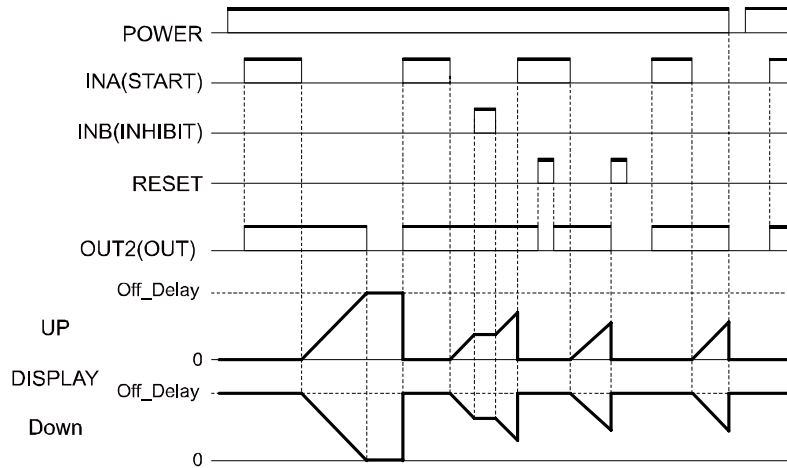 POWER
INA(START)
INB(INHIBIT)
RESET
OUT2(OUT)
Off_Delay
UP
0
DISPLAY
Off_Delay
Down
0